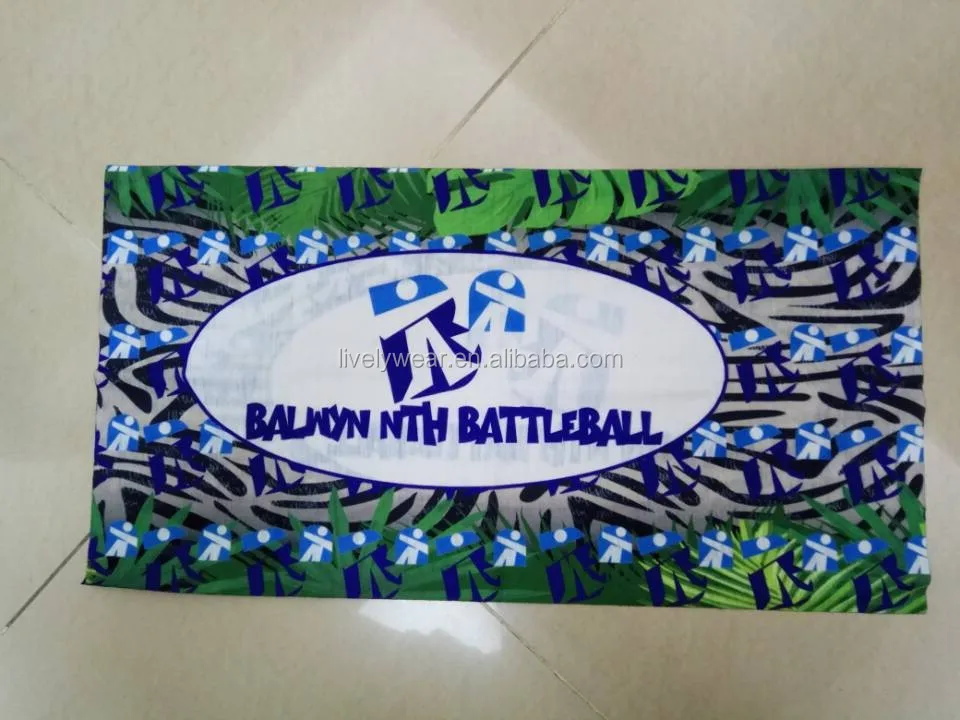 livelywear.en.alibaba.com
BALWYN NTH BATTLEBALL